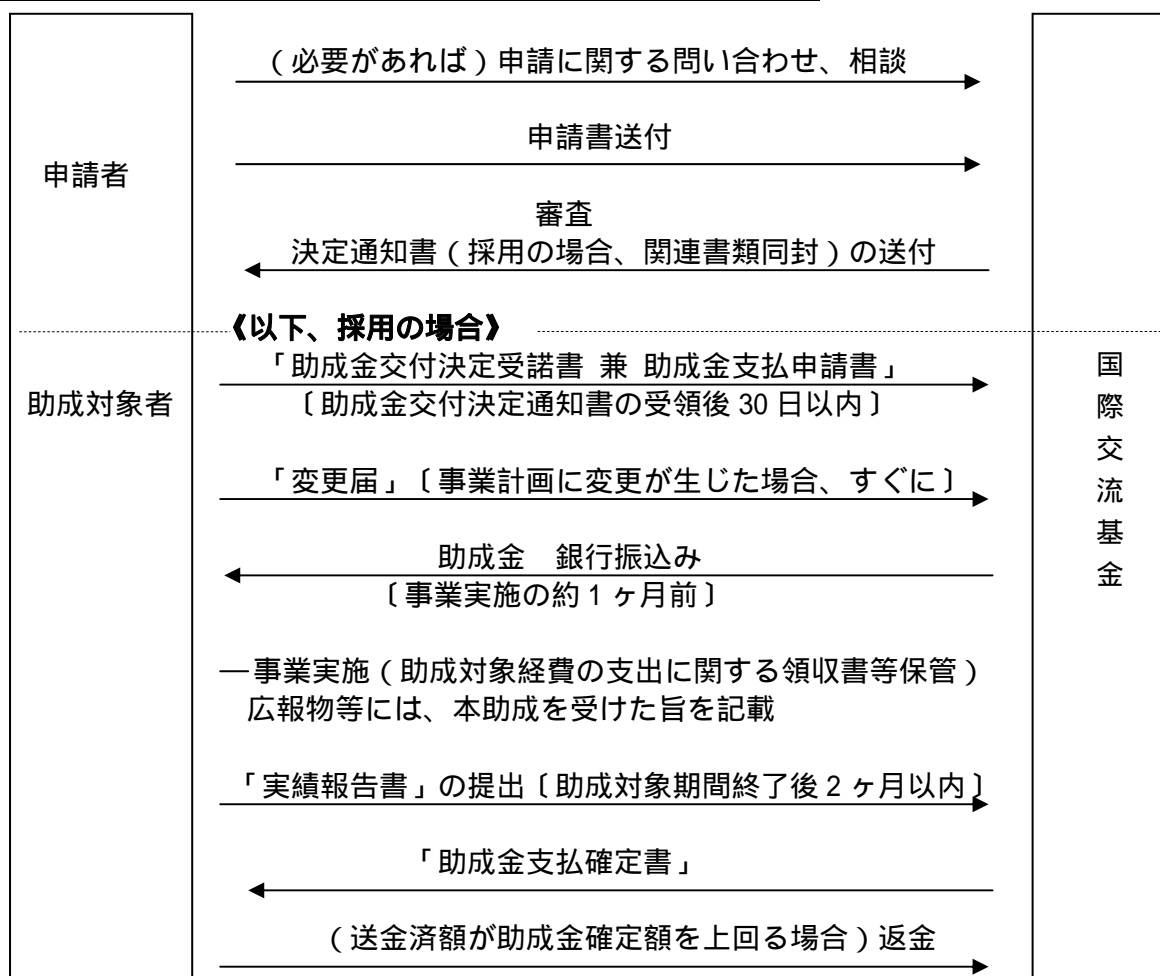 （必要があれば）申請に関する問い合わせ、相談
申請書送付
申請者
審査
決定通知書（採用の場合、関連書類同封）の送付
《以下、採用の場合》
「助成金交付決定受諾書 兼 助成金支払申請書」
助成対象者
〔助成金交付決定通知書の受領後 30 日以内〕
「変更届」〔事業計画に変更が生じた場合、すぐに〕
助成金　銀行振込み
〔事業実施の約 1 ヶ月前〕
国際交流基金
―事業実施（助成対象経費の支出に関する領収書等保管）
広報物等には、本助成を受けた旨を記載
「実績報告書」の提出〔助成対象期間終了後 2 ヶ月以内〕
「助成金支払確定書」
（送金済額が助成金確定額を上回る場合）返金